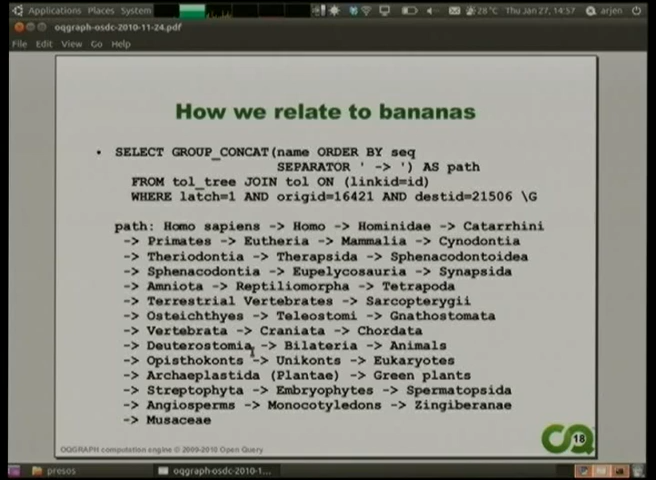 Applications Places System
28 °C Thu Jan 27, 14:57 arjen
oqgraph-osdc-2010-11-24.pdf
File Edit View Go Help
How we relate to bananas
• SELECT GROUP_CONCAT(name ORDER BY seq
SEPARATOR ' -> ') AS path
FROM tol_tree JOIN tol ON (linkid=id)
WHERE latch=1 AND origid=16421 AND destid=21506 \G
path: Homo sapiens -> Homo -> Hominidae -> Catarrhini
-> Primates -> Eutheria -> Mammalia -> Cynodontia
-> Theriodontia -> Therapsida -> Sphenacodontoidea
-> Sphenacodontia -> Eupelycosauria -> Synapsida
-> Amniota -> Reptiliomorpha -> Tetrapoda
-> Terrestrial Vertebrates -> Sarcopterygii
-> Osteichthyes -> Teleostomi -> Gnathostomata
-> Vertebrata -> Craniata -> Chordata
-> Deuterostomia -> Bilateria -> Animals
-> Opisthokonts -> Unikonts -> Eukaryotes
-> Archaeplastida (Plantae) -> Green plants
-> Streptophyta -> Embryophytes -> Spermatopsida
-> Angiosperms -> Monocotyledons -> Zingiberanae
-> Musaceae
18
OQGRAPH computation engine © 2009-2010 Open Query
presos
oqgraph-osdc-2010-1...